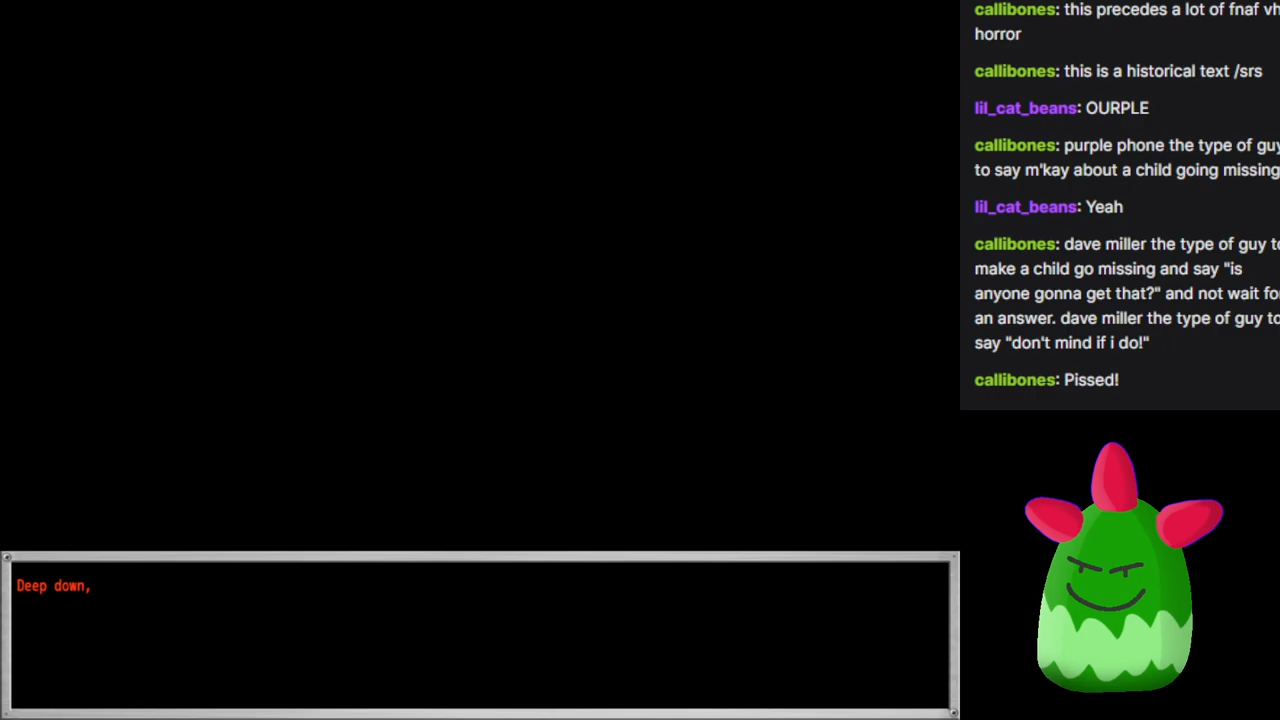 callibones: this precedes a lot of fnaf vh
horror
callibones: this is a historical text /srs
lil_cat_beans: OURPLE
callibones: purple phone the type of guy
to say m'kay about a child going missing
lil_cat_beans: Yeah
callibones: dave miller the type of guy to
make a child go missing and say "is
anyone gonna get that?" and not wait for
an answer. dave miller the type of guy to
say "don't mind if i do!"
callibones: Pissed!
Deep down,